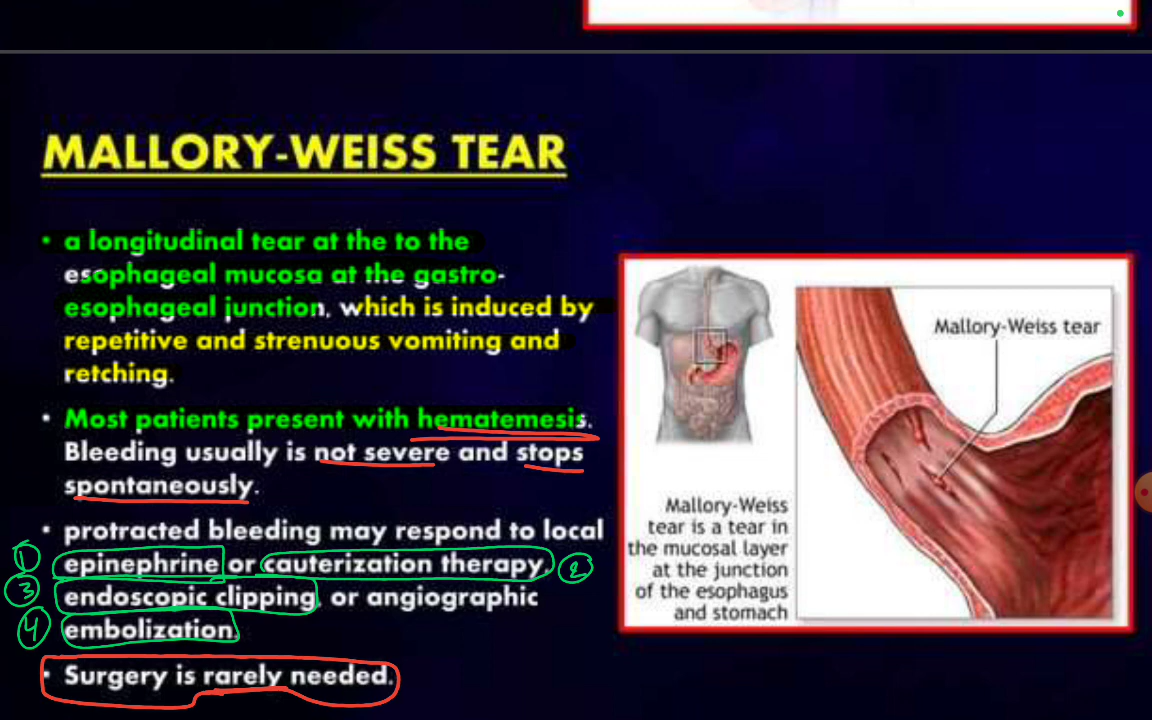 MALLORY-WEISS TEAR
• a longitudinal tear at the to the
esophageal mucosa at the gastro-
esophageal junction, which is induced by
repetitive and strenuous vomiting and
retching.
• Most patients present with hematemesis.
Bleeding usually is not severe and stops
spontaneously.
• protracted bleeding may respond to local
① epinephrine or cauterization therapy, ②
③ endoscopic clipping, or angiographic
④ embolization.
• Surgery is rarely needed.
Mallory-Weiss tear
Mallory-Weiss
tear is a tear in
the mucosal layer
at the junction
of the esophagus
and stomach